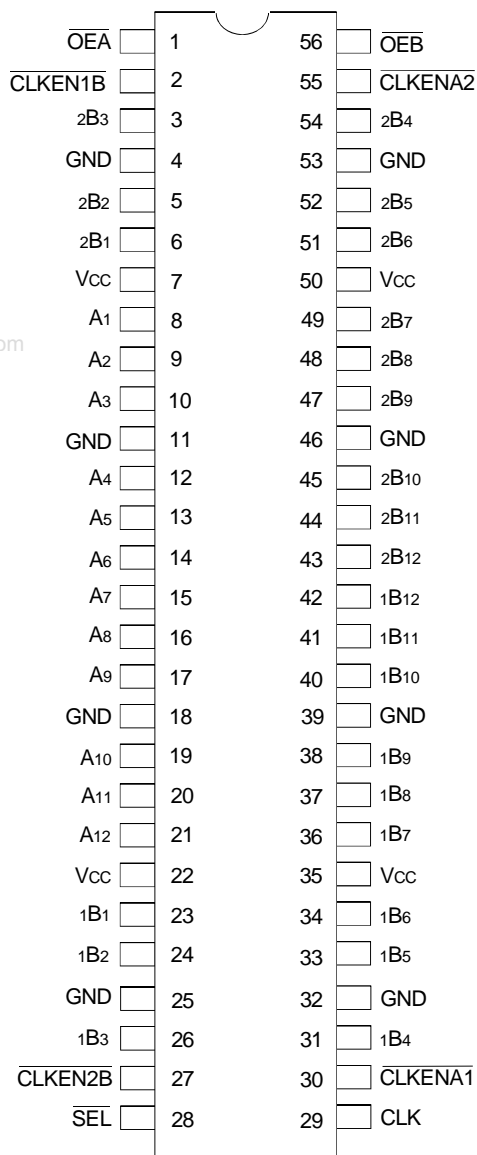 OEA 1 56 OEB
CLKEN1B 2 55 CLKENA2
2B3 3 54 2B4
GND 4 53 GND
2B2 5 52 2B5
2B1 6 51 2B6
VCC 7 50 VCC
A1 8 49 2B7
om
A2 9 48 2B8
A3 10 47 2B9
GND 11 46 GND
A4 12 45 2B10
A5 13 44 2B11
A6 14 43 2B12
A7 15 42 1B12
A8 16 41 1B11
A9 17 40 1B10
GND 18 39 GND
A10 19 38 1B9
A11 20 37 1B8
A12 21 36 1B7
VCC 22 35 VCC
1B1 23 34 1B6
1B2 24 33 1B5
GND 25 32 GND
1B3 26 31 1B4
CLKEN2B 27 30 CLKENA1
SEL 28 29 CLK